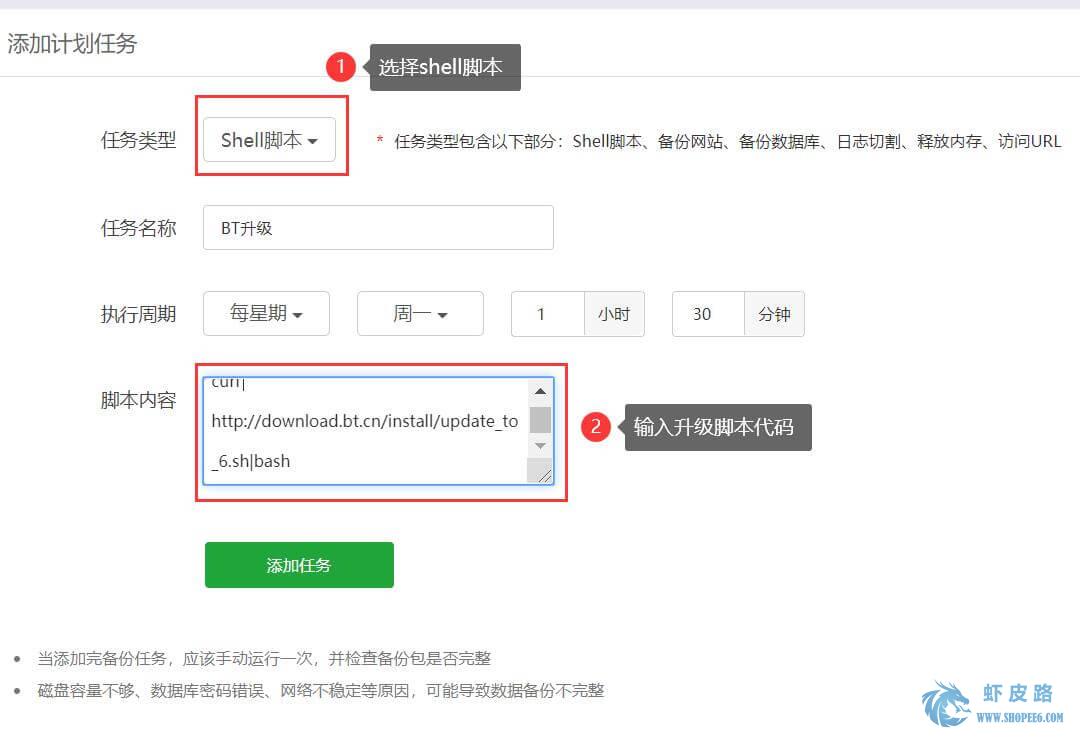 添加计划任务
1 选择shell脚本
任务类型 Shell脚本 * 任务类型包含以下部分：Shell脚本、备份网站、备份数据库、日志切割、释放内存、访问URL
任务名称 BT升级
执行周期 每星期 周一 1 小时 30 分钟
脚本内容
curl
http://download.bt.cn/install/update_to
_6.sh|bash
2 输入升级脚本代码
添加任务
当添加完备份任务，应该手动运行一次，并检查备份包是否完整
磁盘容量不够、数据库密码错误、网络不稳定等原因，可能导致数据备份不完整
虾皮路
WWW.SHOPEE6.COM